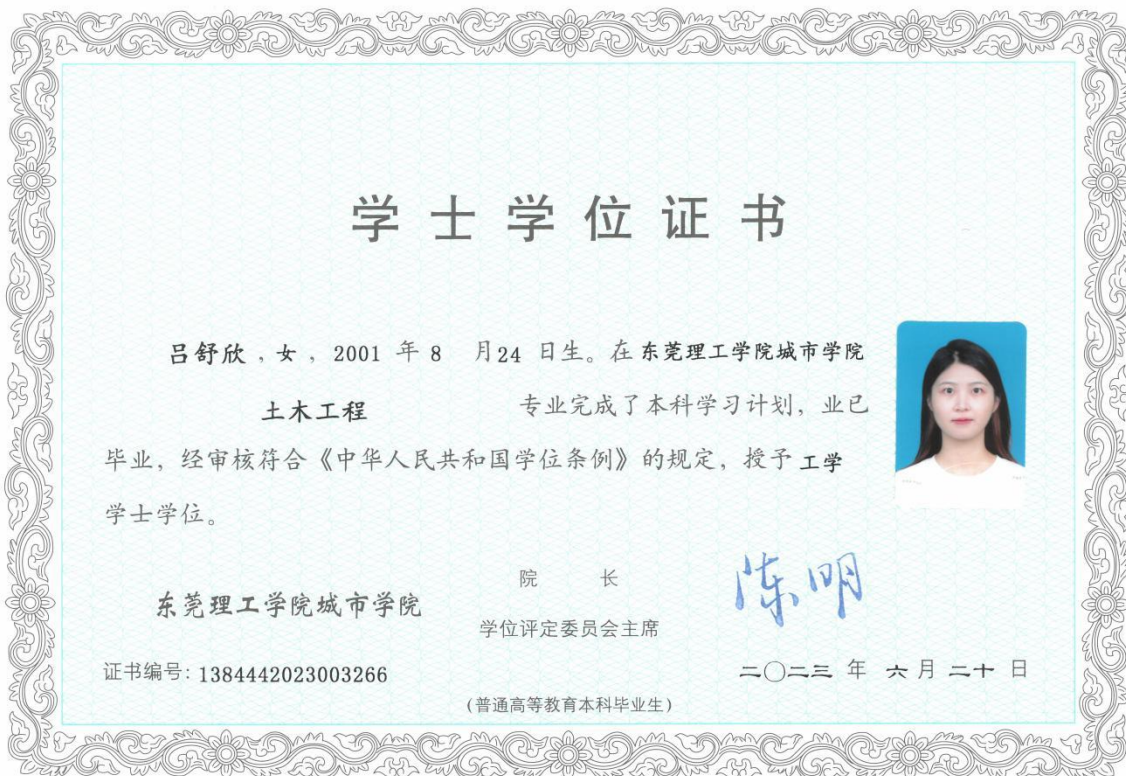 学士学位证书
吕舒欣，女，2001 年 8 月24 日生。在 东莞理工学院城市学院
土木工程 专业完成了本科学习计划，业已
毕业，经审核符合《中华人民共和国学位条例》的规定，授予 工学
学士学位。
院 长
陈明
东莞理工学院城市学院
学位评定委员会主席
证书编号: 1384442023003266
二〇二三 年 六 月 二十 日
(普通高等教育本科毕业生)